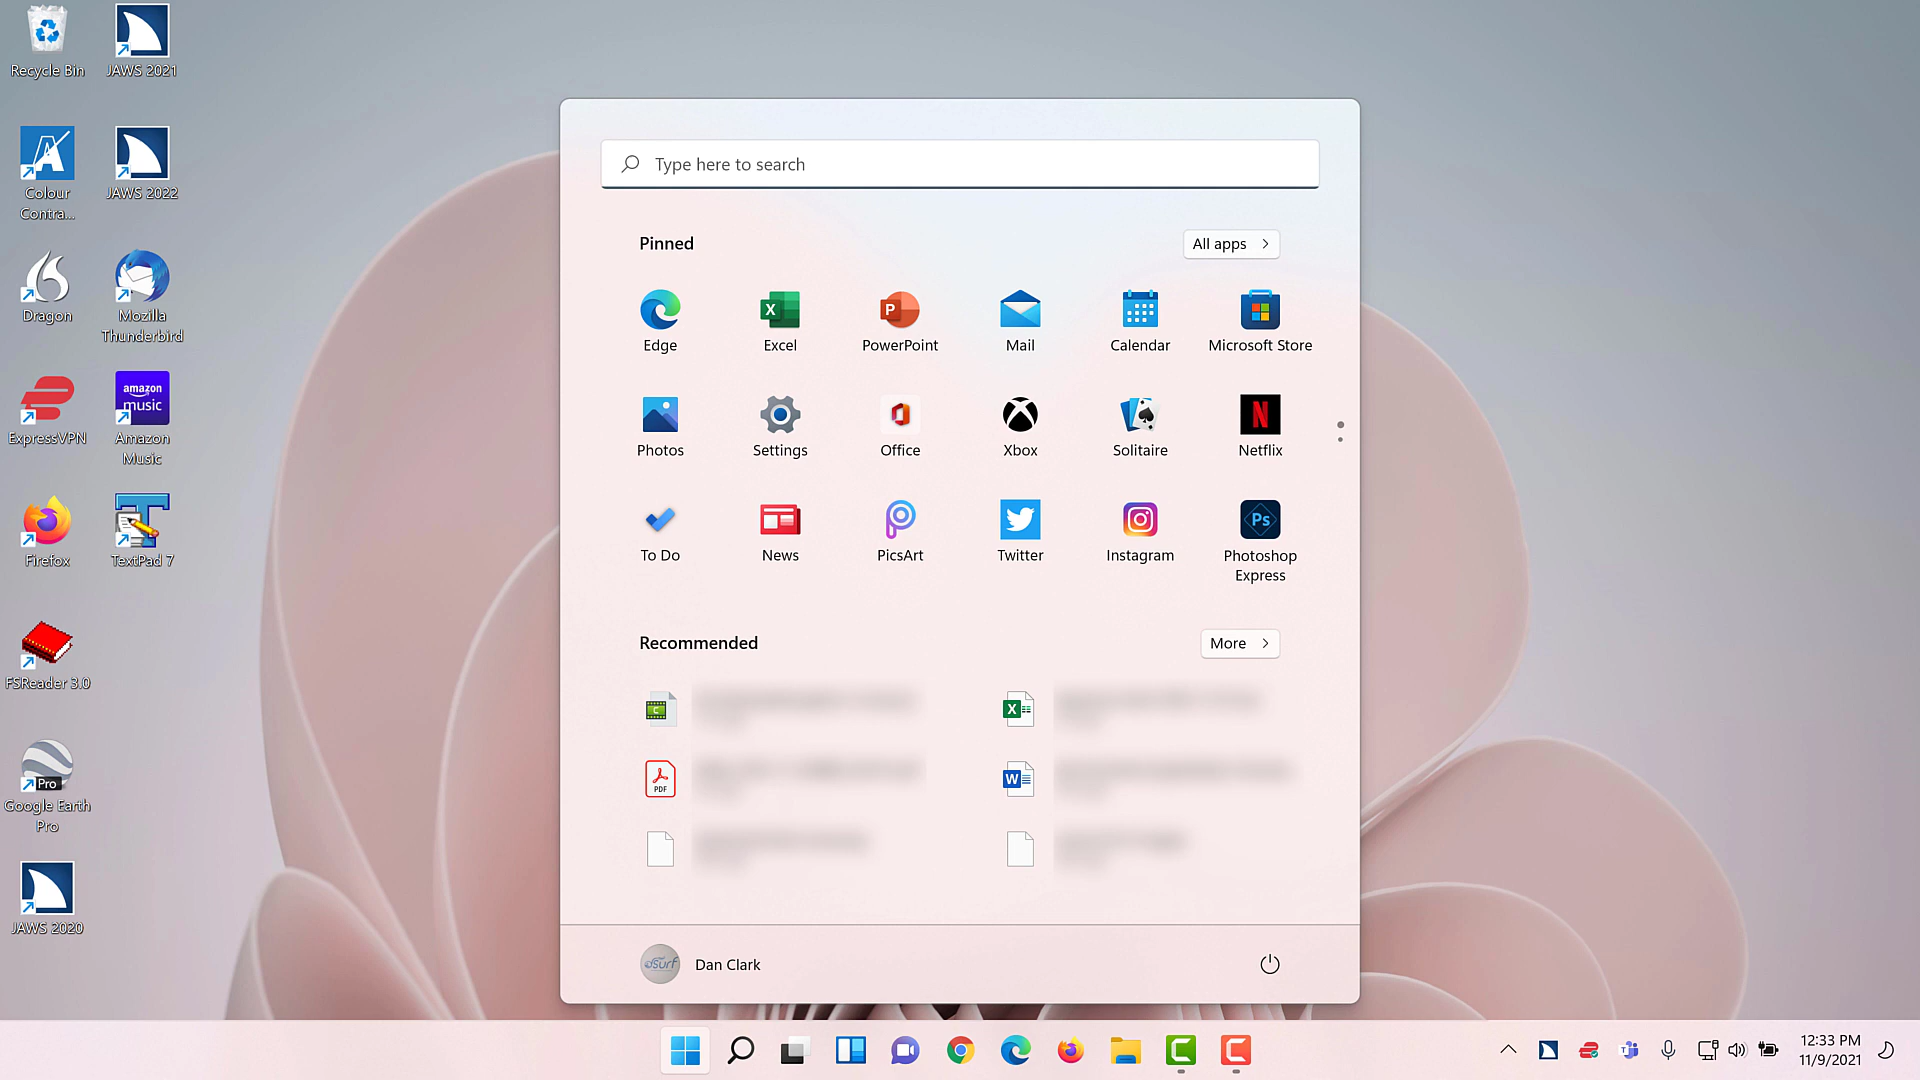 Recycle Bin
JAWS 2021
Colour
Contra...
JAWS 2022
Dragon
Mozilla
Thunderbird
ExpressVPN
amazon
music
Amazon
Music
Firefox
TextPad 7
FSReader 3.0
Pro
Google Earth
Pro
JAWS 2020
Type here to search
Pinned
All apps
Edge
Excel
PowerPoint
Mail
Calendar
Microsoft Store
Photos
Settings
Office
Xbox
Solitaire
Netflix
To Do
News
PicsArt
Twitter
Instagram
Ps
Photoshop
Express
Recommended
More
PDF
Dan Clark
12:33 PM
11/9/2021